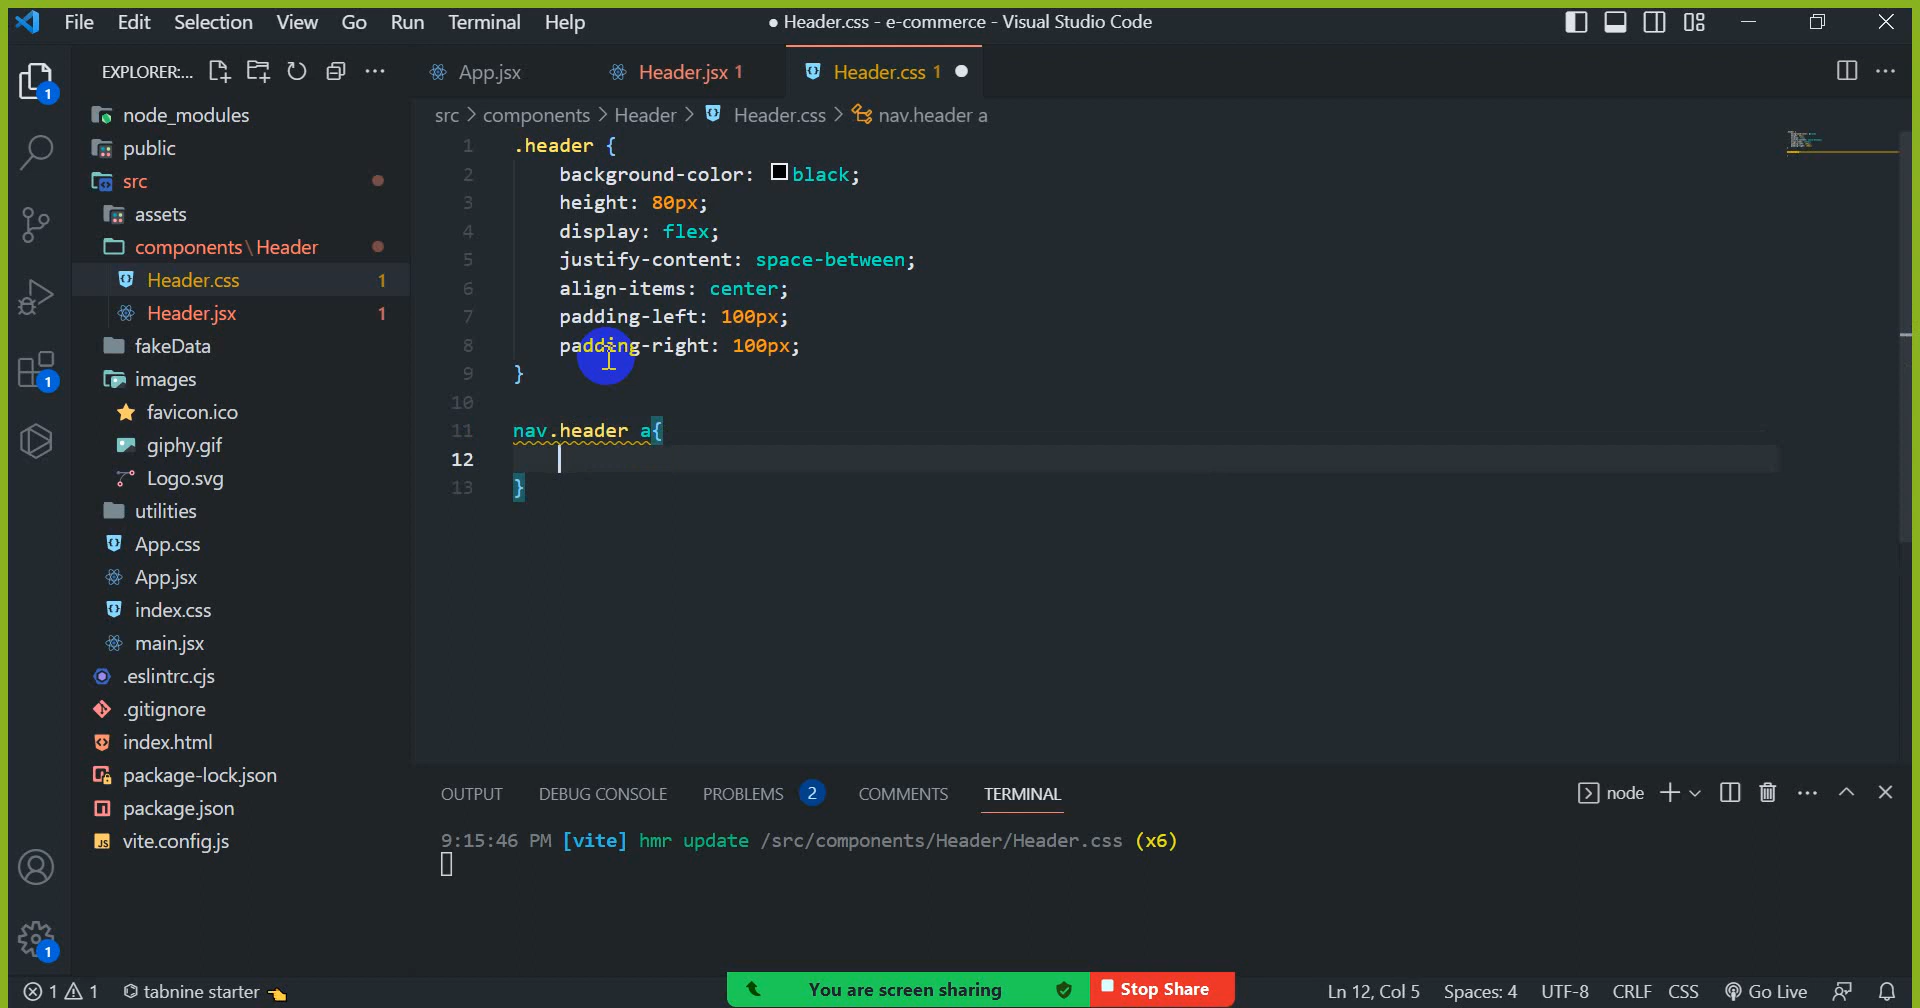 File Edit Selection View Go Run Terminal Help ● Header.css - e-commerce - Visual Studio Code
EXPLORER:... App.jsx Header.jsx 1 Header.css 1
src > components > Header > Header.css > nav.header a
node_modules
public
src
assets
components\Header
Header.css 1
Header.jsx 1
fakeData
images
favicon.ico
giphy.gif
Logo.svg
utilities
App.css
App.jsx
index.css
main.jsx
.eslintrc.cjs
.gitignore
index.html
package-lock.json
package.json
vite.config.js
1
1
1
1 .header {
2 background-color: black;
3 height: 80px;
4 display: flex;
5 justify-content: space-between;
6 align-items: center;
7 padding-left: 100px;
8 padding-right: 100px;
9 }
10
11 nav.header a{
12
13 }
OUTPUT DEBUG CONSOLE PROBLEMS 2 COMMENTS TERMINAL node
9:15:46 PM [vite] hmr update /src/components/Header/Header.css (x6)
1 1 tabnine starter You are screen sharing Stop Share Ln 12, Col 5 Spaces: 4 UTF-8 CRLF CSS Go Live